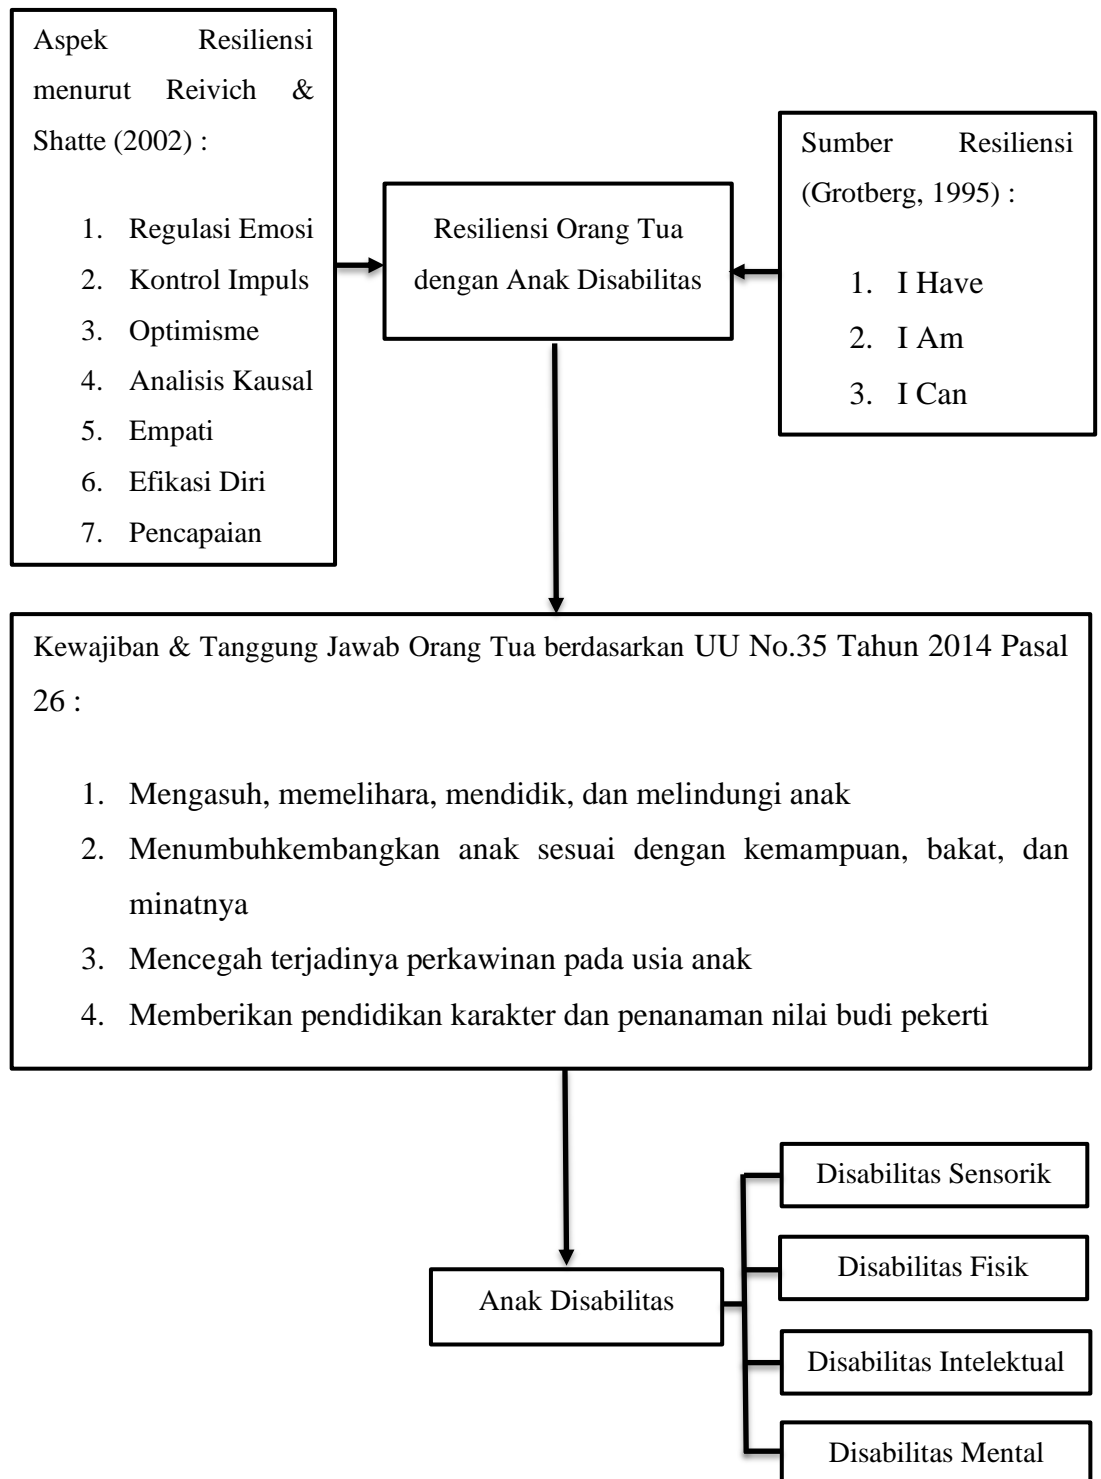 Aspek Resiliensi
menurut Reivich &
Shatte (2002) :
1. Regulasi Emosi
2. Kontrol Impuls
3. Optimisme
4. Analisis Kausal
5. Empati
6. Efikasi Diri
7. Pencapaian
Resiliensi Orang Tua
dengan Anak Disabilitas
Sumber Resiliensi
(Grotberg, 1995) :
1. I Have
2. I Am
3. I Can
Kewajiban & Tanggung Jawab Orang Tua berdasarkan UU No.35 Tahun 2014 Pasal
26 :
1. Mengasuh, memelihara, mendidik, dan melindungi anak
2. Menumbuhkembangkan anak sesuai dengan kemampuan, bakat, dan
minatnya
3. Mencegah terjadinya perkawinan pada usia anak
4. Memberikan pendidikan karakter dan penanaman nilai budi pekerti
Anak Disabilitas
Disabilitas Sensorik
Disabilitas Fisik
Disabilitas Intelektual
Disabilitas Mental